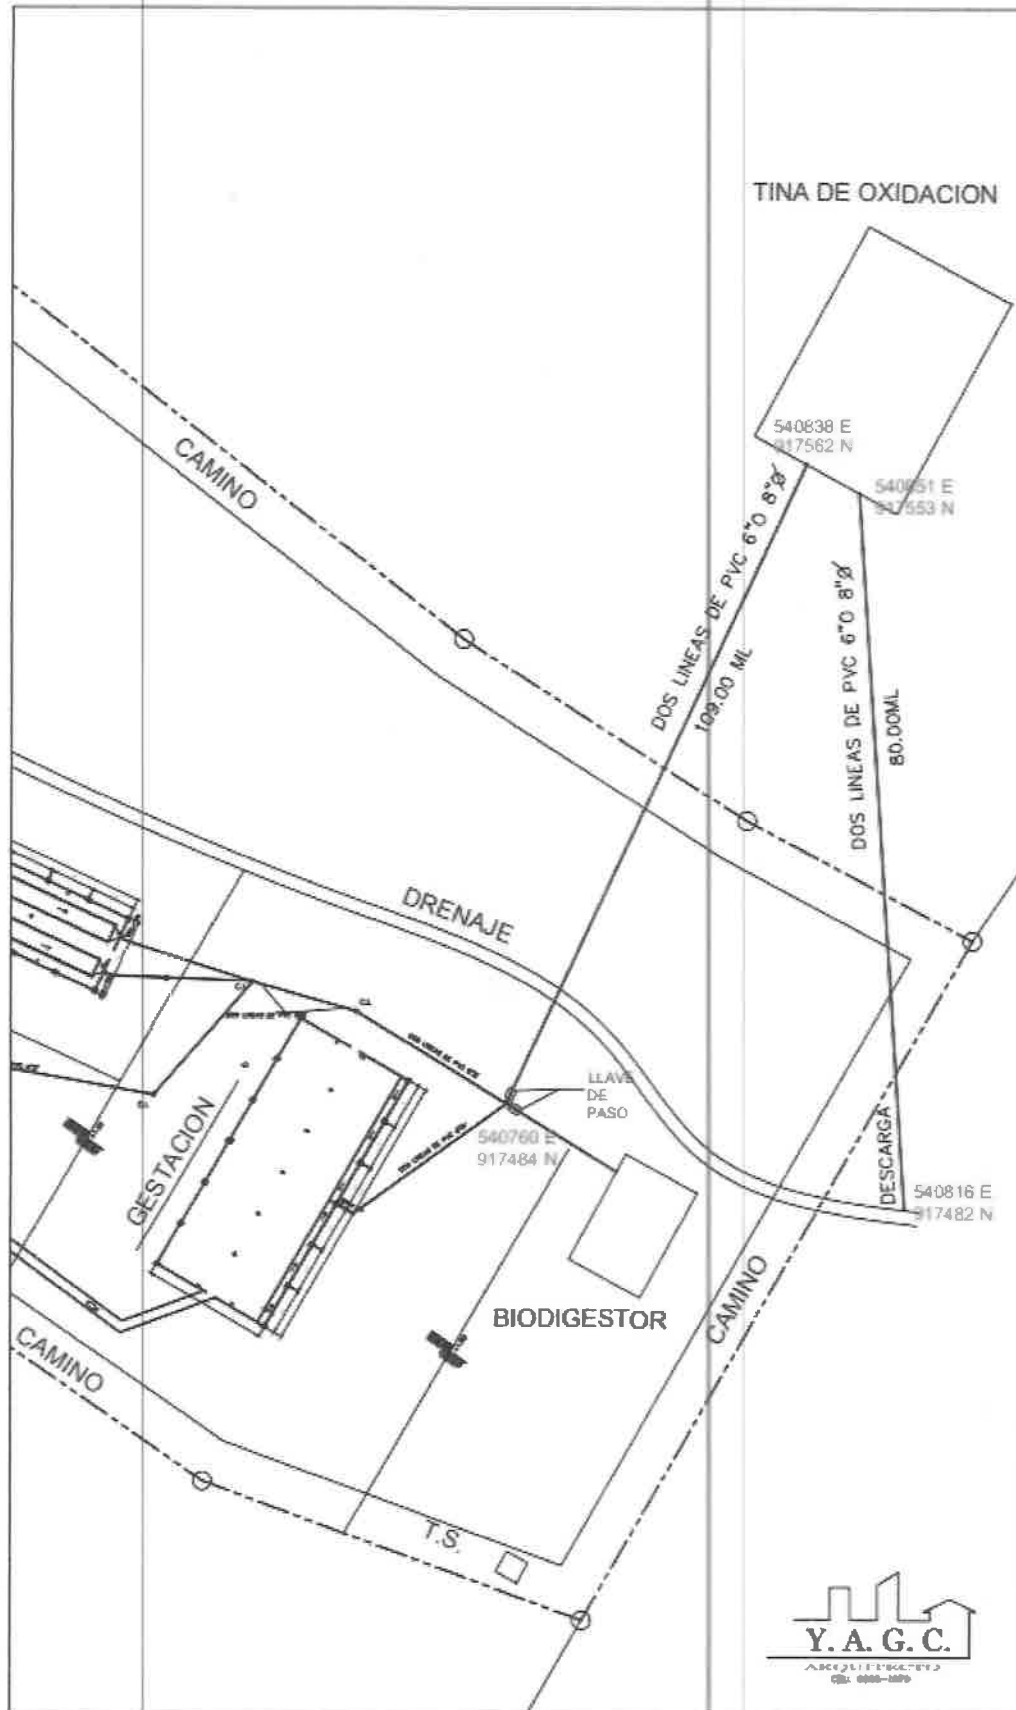 TINA DE OXIDACION
540838 E
917562 N
540851 E
917553 N
CAMINO
DOS LINEAS DE PVC 6"O 8"Ø
109.00 ML
DOS LINEAS DE PVC 6"O 8"Ø
80.00ML
DRENAJE
LLAVE
DE
PASO
540760 E
917484 N
GESTACION
DESCARGA
540816 E
917482 N
BIODIGESTOR
CAMINO
CAMINO
T.S.
Y. A. G. C.
ARQUITECTO